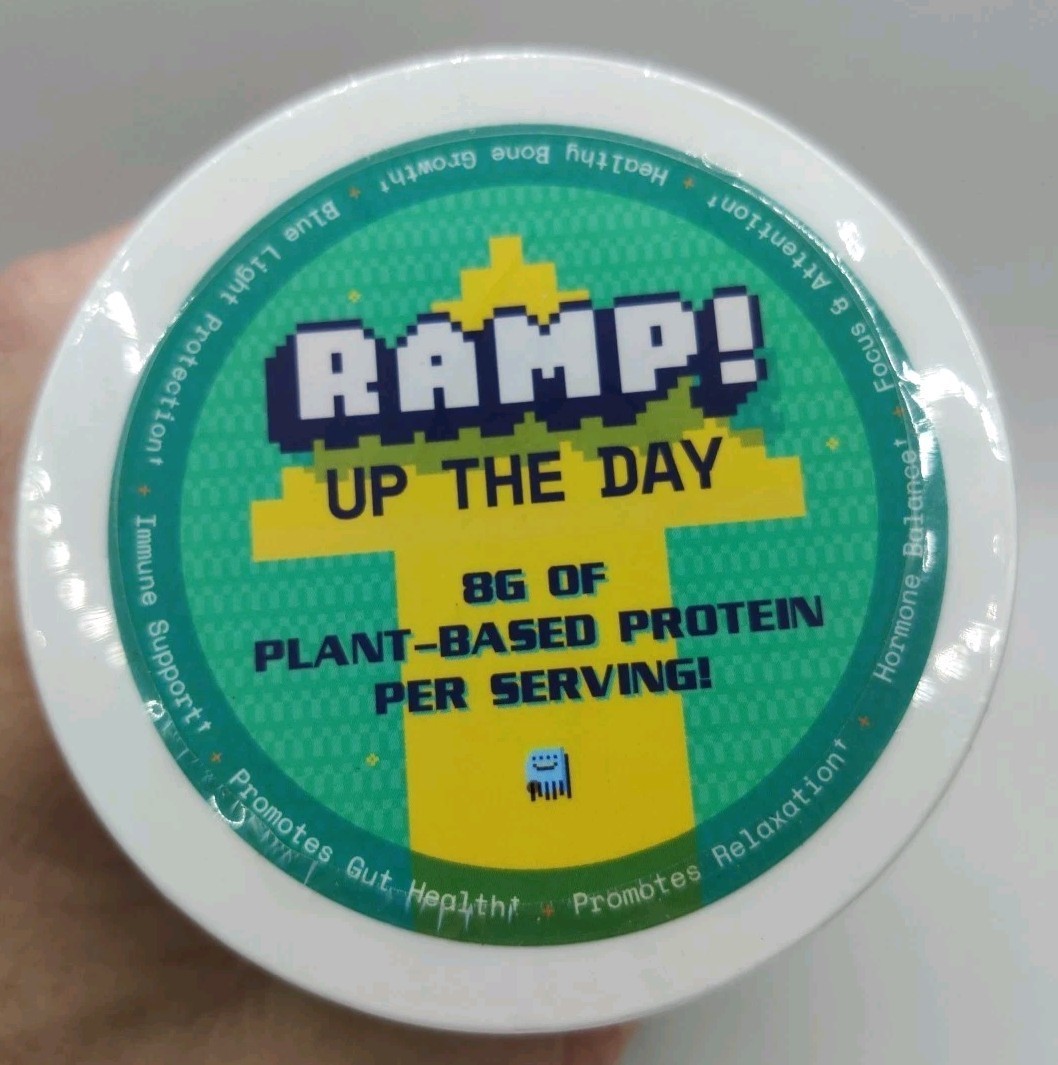 RAMP!
UP THE DAY
8G OF
PLANT-BASED PROTEIN
PER SERVING!
Healthy Bone Growth† + Blue Light Protection† + Immune Support† + Promotes Gut Health† + Promotes Relaxation† + Hormone Balance† + Focus & Attention† +